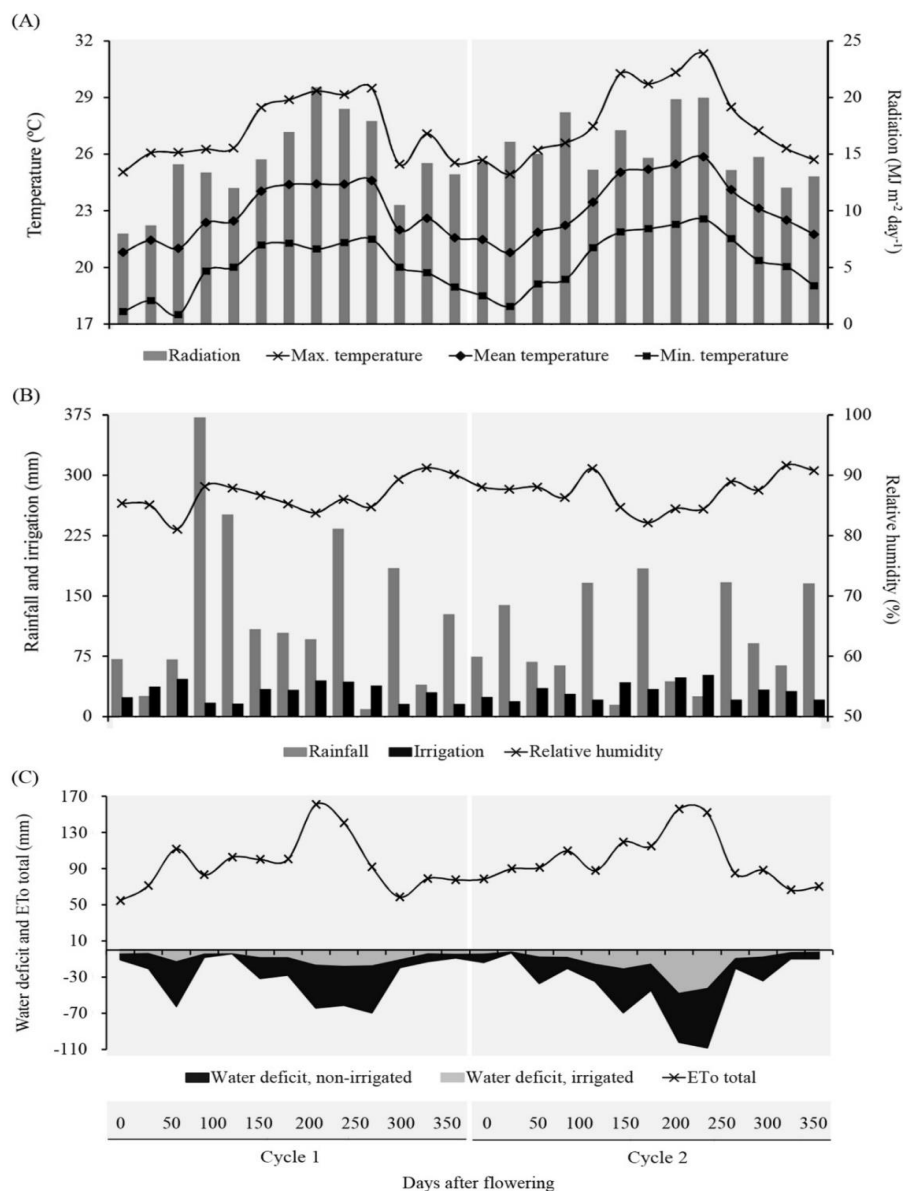 (A)
32
29
26
23
20
17
Temperature (ºC)
25
20
15
10
5
0
Radiation (MJ m-2 day-1)
Radiation Max. temperature Mean temperature Min. temperature
(B)
375
300
225
150
75
0
Rainfall and irrigation (mm)
100
90
80
70
60
50
Relative humidity (%)
Rainfall Irrigation Relative humidity
(C)
170
130
90
50
10
-30
-70
-110
Water deficit and ETo total (mm)
Water deficit, non-irrigated Water deficit, irrigated ETo total
0 50 100 150 200 250 300 350 0 50 100 150 200 250 300 350
Cycle 1 Cycle 2
Days after flowering